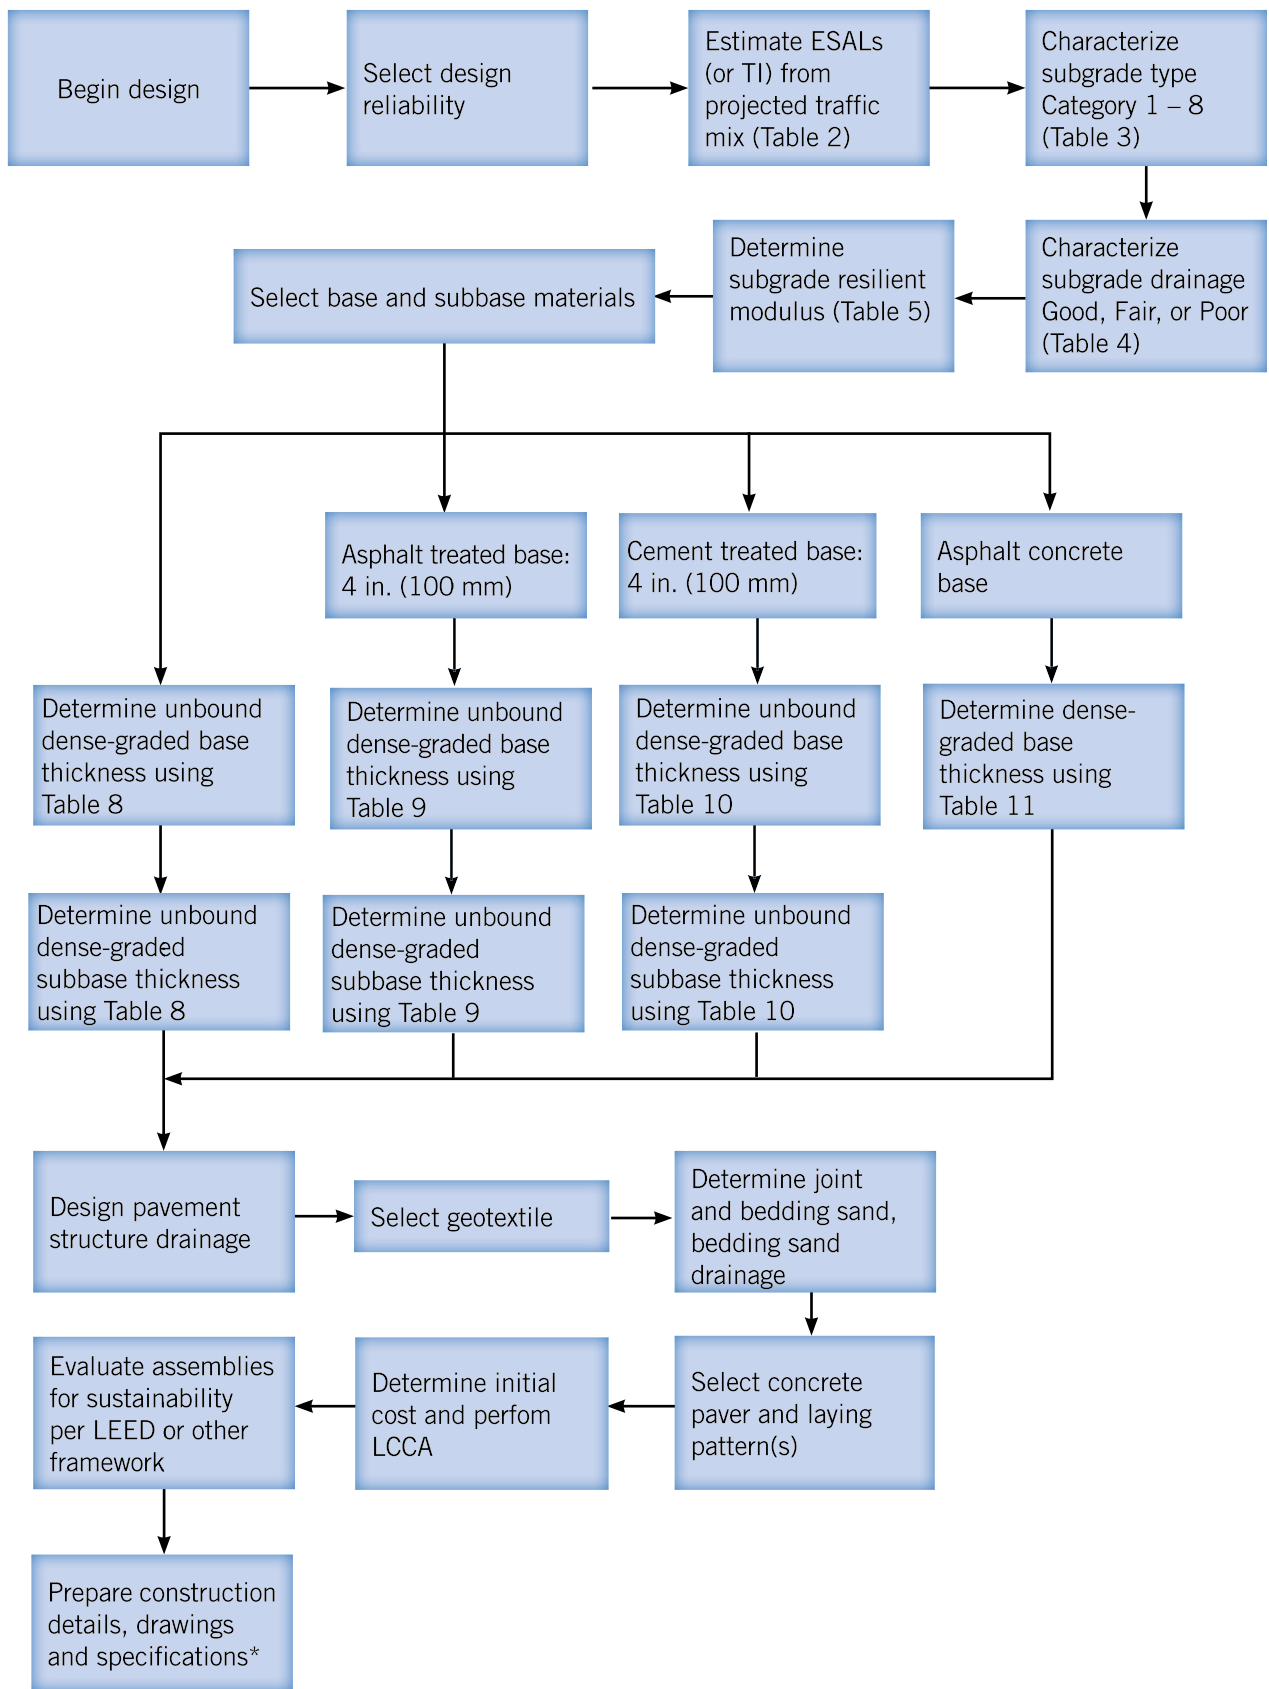 Begin design
Select design
reliability
Estimate ESALs
(or TI) from
projected traffic
mix (Table 2)
Characterize
subgrade type
Category 1 – 8
(Table 3)
Characterize
subgrade drainage
Good, Fair, or Poor
(Table 4)
Determine
subgrade resilient
modulus (Table 5)
Select base and subbase materials
Asphalt treated base:
4 in. (100 mm)
Cement treated base:
4 in. (100 mm)
Asphalt concrete
base
Determine unbound
dense-graded base
thickness using
Table 8
Determine unbound
dense-graded base
thickness using
Table 9
Determine unbound
dense-graded base
thickness using
Table 10
Determine dense-
graded base
thickness using
Table 11
Determine unbound
dense-graded
subbase thickness
using Table 8
Determine unbound
dense-graded
subbase thickness
using Table 9
Determine unbound
dense-graded
subbase thickness
using Table 10
Design pavement
structure drainage
Select geotextile
Determine joint
and bedding sand,
bedding sand
drainage
Select concrete
paver and laying
pattern(s)
Determine initial
cost and perfom
LCCA
Evaluate assemblies
for sustainability
per LEED or other
framework
Prepare construction
details, drawings
and specifications*